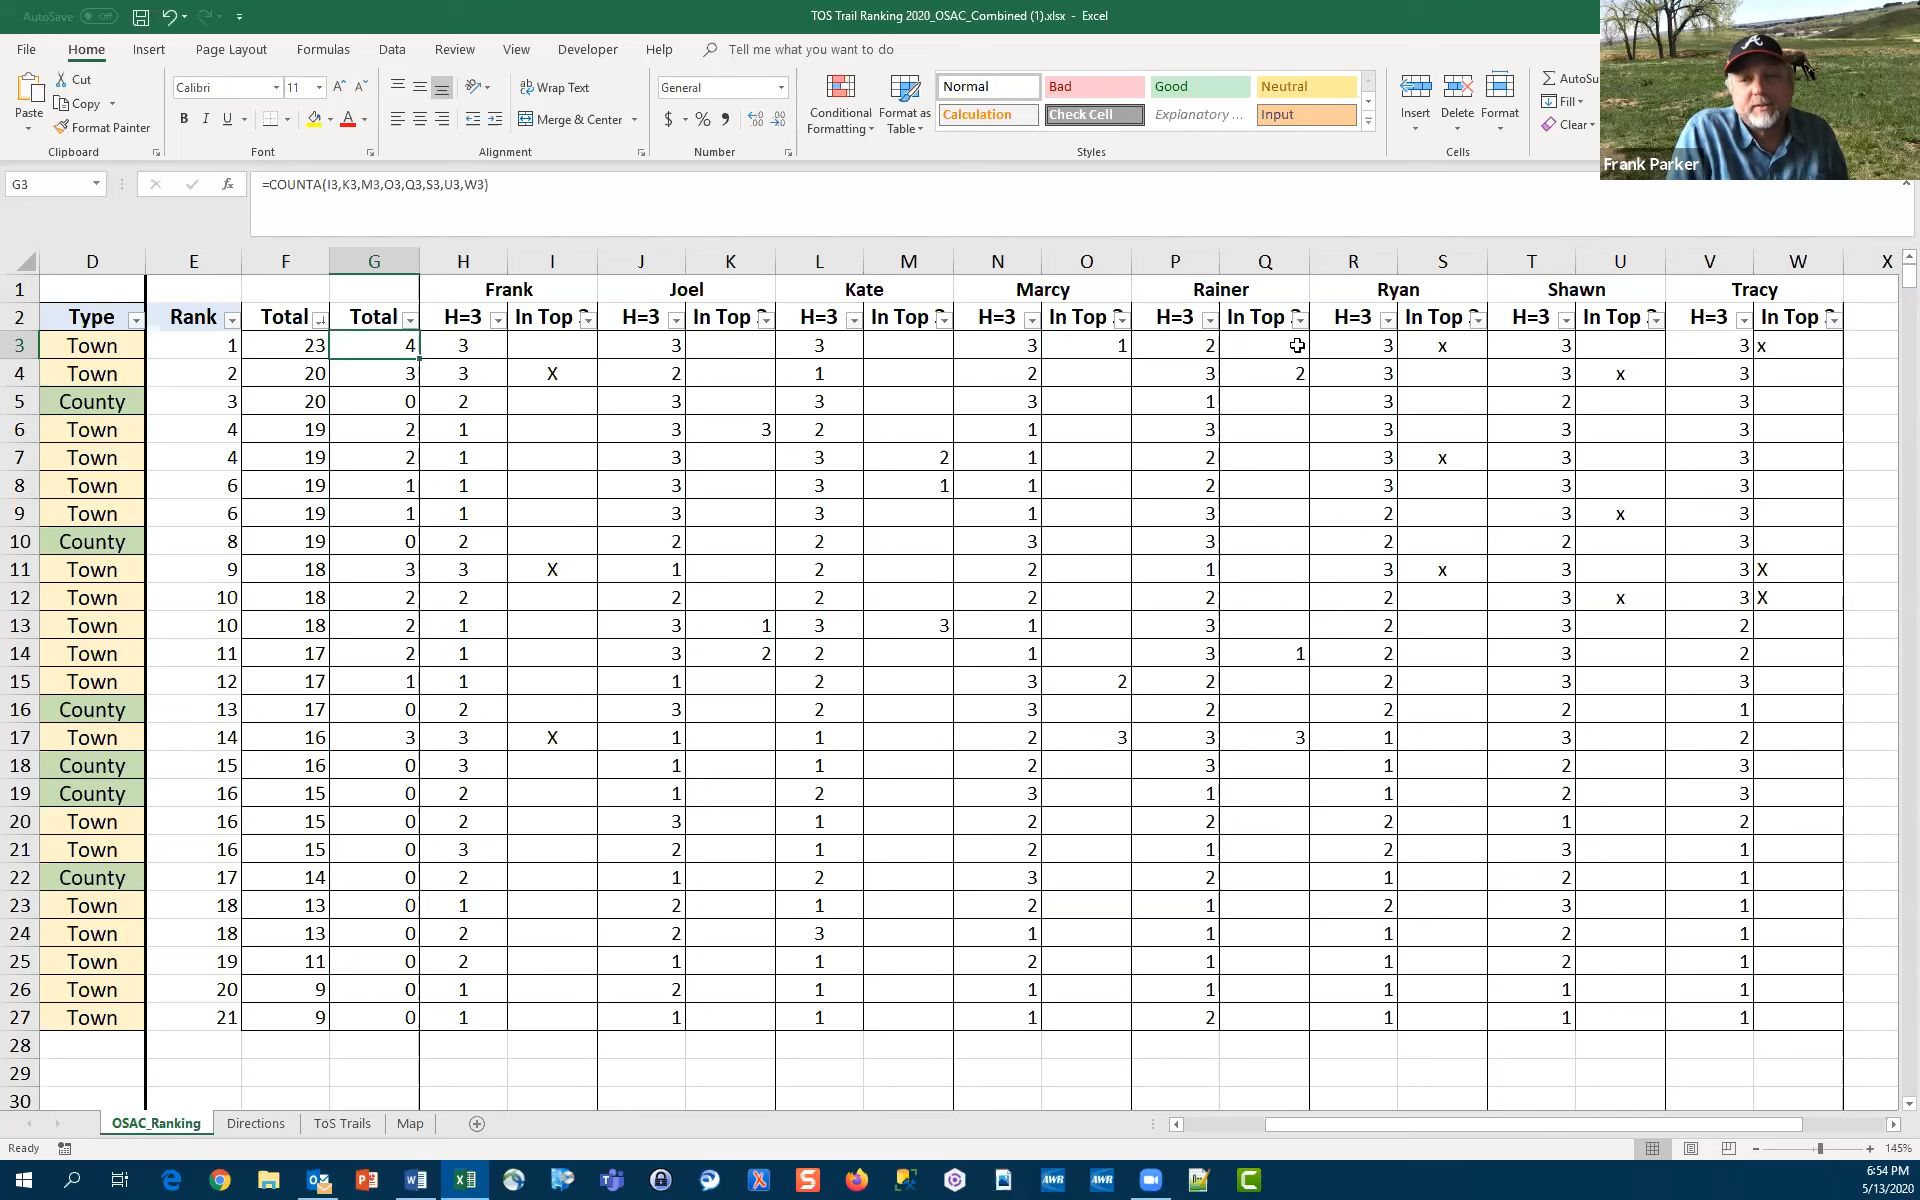 AutoSave Off TOS Trail Ranking 2020_OSAC_Combined (1).xlsx - Excel
File Home Insert Page Layout Formulas Data Review View Developer Help Tell me what you want to do
Paste Cut Copy Format Painter Clipboard
Calibri 11 A A B I U A Font
Wrap Text Merge & Center Alignment
General $ % , Number
Conditional Formatting Format as Table
Normal Bad Good Neutral
Calculation Check Cell Explanatory ... Input
Styles
Insert Delete Format Cells
AutoSu
Fill
Clear
Frank Parker
G3 fx =COUNTA(I3,K3,M3,O3,Q3,S3,U3,W3)
D E F G H I J K L M N O P Q R S T U V W X
1 Frank Joel Kate Marcy Rainer Ryan Shawn Tracy
2 Type Rank Total Total H=3 In Top H=3 In Top H=3 In Top H=3 In Top H=3 In Top H=3 In Top H=3 In Top H=3 In Top
3 Town 1 23 4 3 3 3 3 1 2 3 x 3 3 x
4 Town 2 20 3 3 X 2 1 2 3 2 3 3 x 3
5 County 3 20 0 2 3 3 3 1 3 2 3
6 Town 4 19 2 1 3 3 2 1 3 3 3 3
7 Town 4 19 2 1 3 3 2 1 2 3 x 3 3
8 Town 6 19 1 1 3 3 1 1 2 3 3 3
9 Town 6 19 1 1 3 3 1 3 2 3 x 3
10 County 8 19 0 2 2 2 3 3 2 2 3
11 Town 9 18 3 3 X 1 2 2 1 3 x 3 3 X
12 Town 10 18 2 2 2 2 2 2 2 3 x 3 X
13 Town 10 18 2 1 3 1 3 3 1 3 2 3 2
14 Town 11 17 2 1 3 2 2 1 3 1 2 3 2
15 Town 12 17 1 1 1 2 3 2 2 2 3 3
16 County 13 17 0 2 3 2 3 2 2 2 1
17 Town 14 16 3 3 X 1 1 2 3 3 3 1 3 2
18 County 15 16 0 3 1 1 2 3 1 2 3
19 County 16 15 0 2 1 2 3 1 1 2 3
20 Town 16 15 0 2 3 1 2 2 2 1 2
21 Town 16 15 0 3 2 1 2 1 2 3 1
22 County 17 14 0 2 1 2 3 2 1 2 1
23 Town 18 13 0 1 2 1 2 1 2 3 1
24 Town 18 13 0 2 2 3 1 1 1 2 1
25 Town 19 11 0 2 1 1 2 1 1 2 1
26 Town 20 9 0 1 2 1 1 1 1 1 1
27 Town 21 9 0 1 1 1 1 2 1 1 1
28
29
30
OSAC_Ranking Directions ToS Trails Map
Ready 145%
6:54 PM
5/13/2020